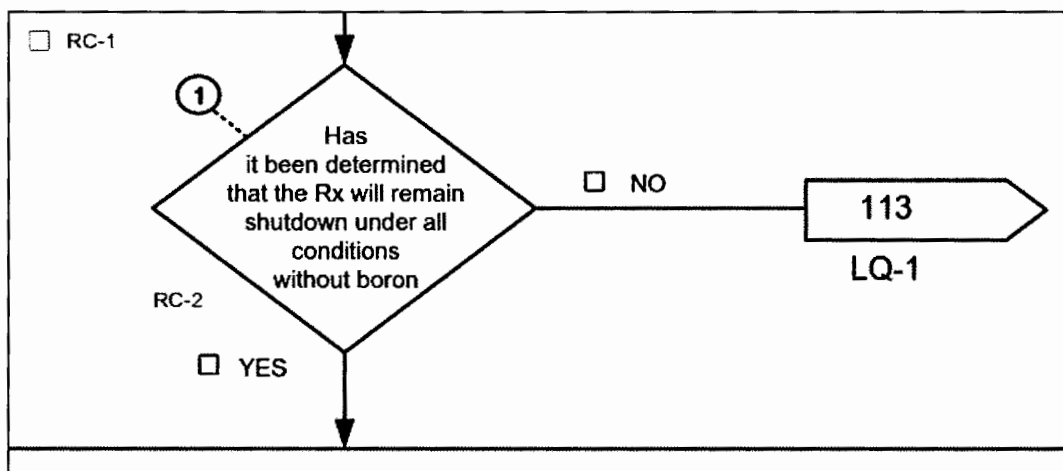 RC-1
1
Has
it been determined
that the Rx will remain
shutdown under all
conditions
without boron
NO
113
LQ-1
RC-2
YES